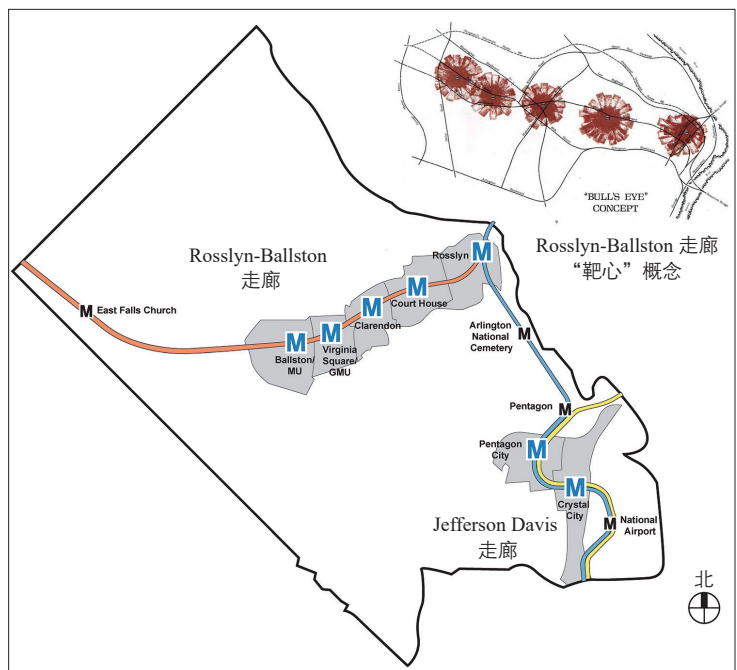 "BULL'S EYE"
CONCEPT
Rosslyn-Ballston 走廊
“靶心”概念
Rosslyn-Ballston
走廊
Rosslyn
M
Court House
M
Clarendon
M
M
Virginia
Square/
GMU
M
Ballston/
MU
M
East Falls Church
Arlington
National
Cemetery
M
Pentagon
M
Pentagon
City
M
M
Crystal
City
Jefferson Davis
走廊
M
National
Airport
北